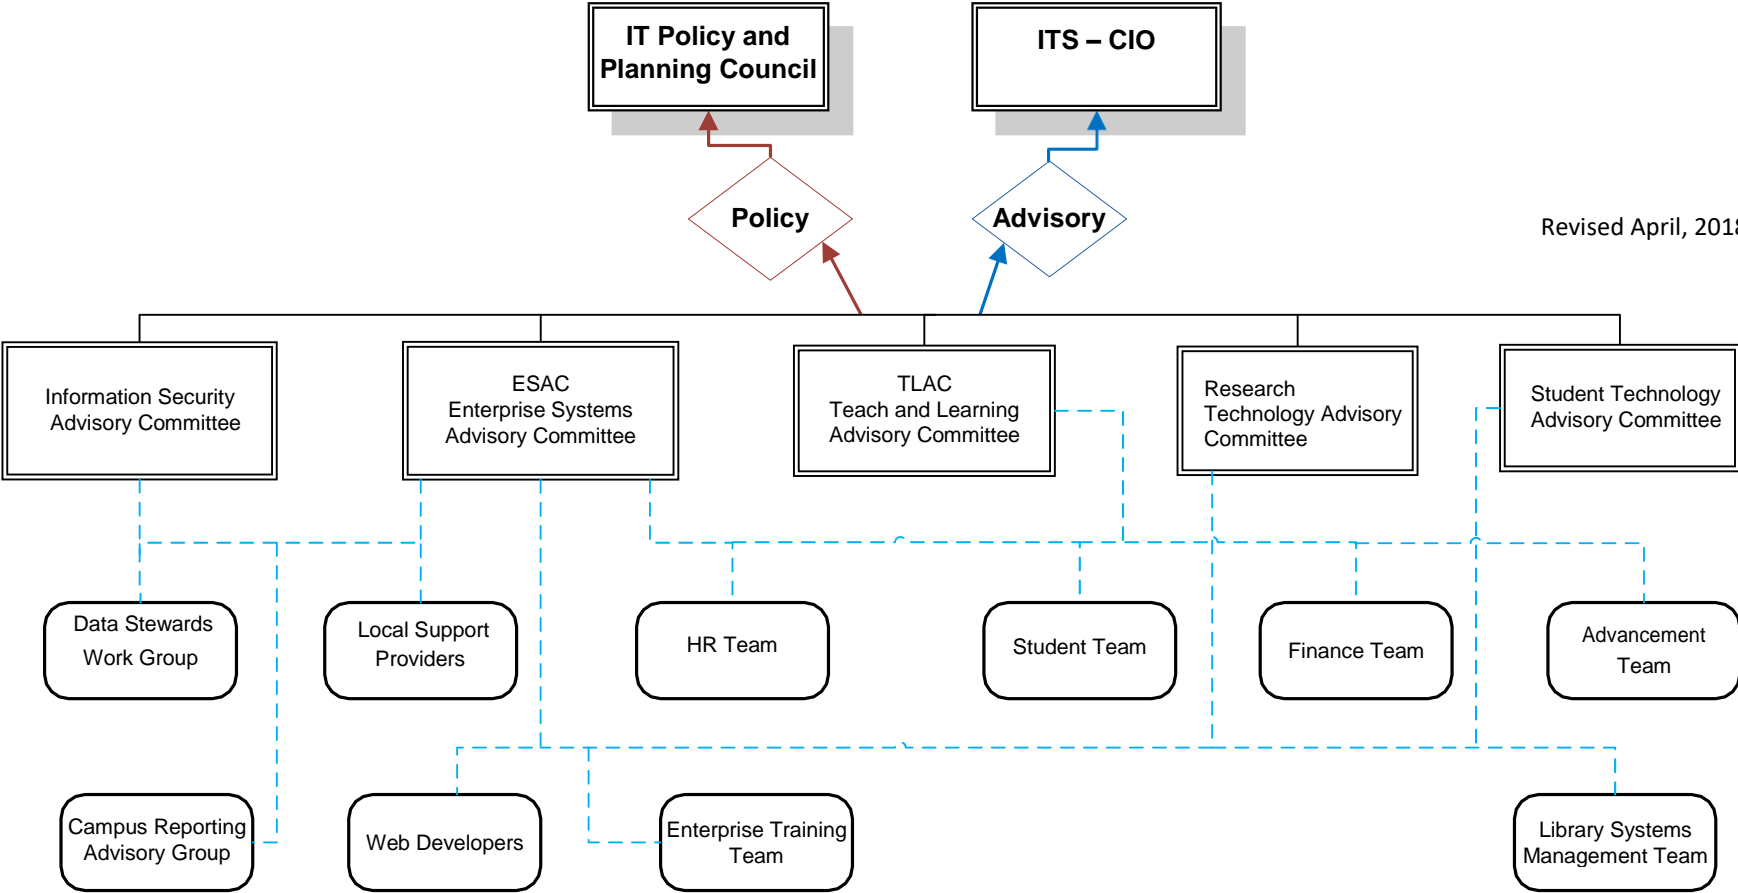 IT Policy and
Planning Council
ITS – CIO
Policy
Advisory
Revised April, 2018
Information Security
Advisory Committee
ESAC
Enterprise Systems
Advisory Committee
TLAC
Teach and Learning
Advisory Committee
Research
Technology Advisory
Committee
Student Technology
Advisory Committee
Data Stewards
Work Group
Local Support
Providers
HR Team
Student Team
Finance Team
Advancement
Team
Campus Reporting
Advisory Group
Web Developers
Enterprise Training
Team
Library Systems
Management Team